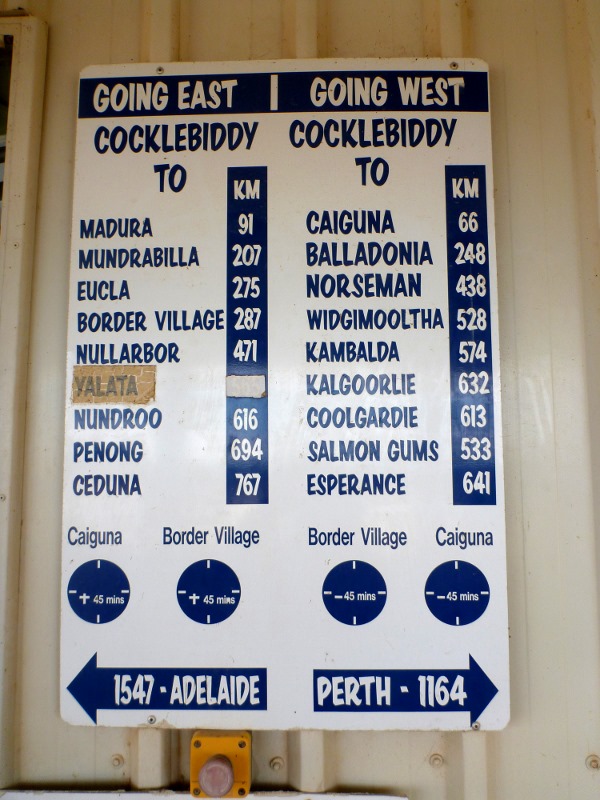 GOING EAST | GOING WEST
COCKLEBIDDY
TO
KM
MADURA 91
MUNDRABILLA 207
EUCLA 275
BORDER VILLAGE 287
NULLARBOR 471
YALATA
NUNDROO 616
PENONG 694
CEDUNA 767
COCKLEBIDDY
TO
KM
CAIGUNA 66
BALLADONIA 248
NORSEMAN 438
WIDGIMOOLTHA 528
KAMBALDA 574
KALGOORLIE 632
COOLGARDIE 613
SALMON GUMS 533
ESPERANCE 641
Caiguna Border Village Border Village Caiguna
+ 45 mins + 45 mins - 45 mins - 45 mins
1547 - ADELAIDE PERTH - 1164